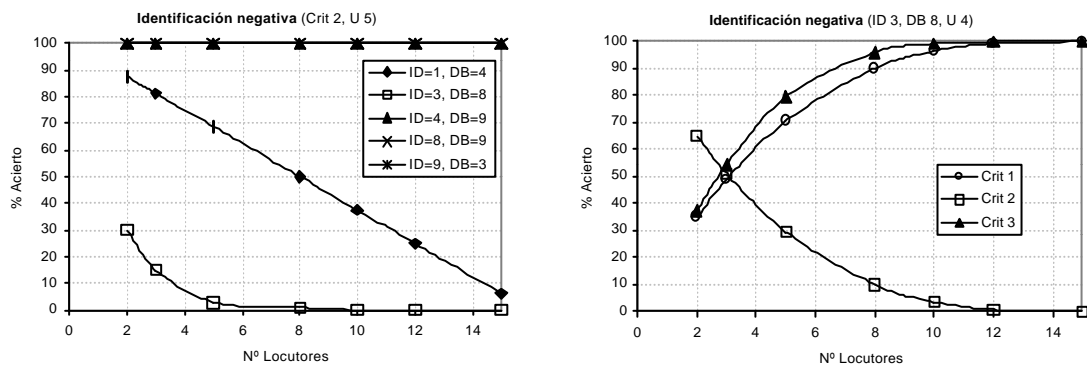 Identificación negativa (Crit 2, U 5)
100
90
80
70
60
50
40
30
20
10
0
% Acierto
0 2 4 6 8 10 12 14
Nº Locutores
ID=1, DB=4
ID=3, DB=8
ID=4, DB=9
ID=8, DB=9
ID=9, DB=3
Identificación negativa (ID 3, DB 8, U 4)
100
90
80
70
60
50
40
30
20
10
0
% Acierto
0 2 4 6 8 10 12 14
Nº Locutores
Crit 1
Crit 2
Crit 3